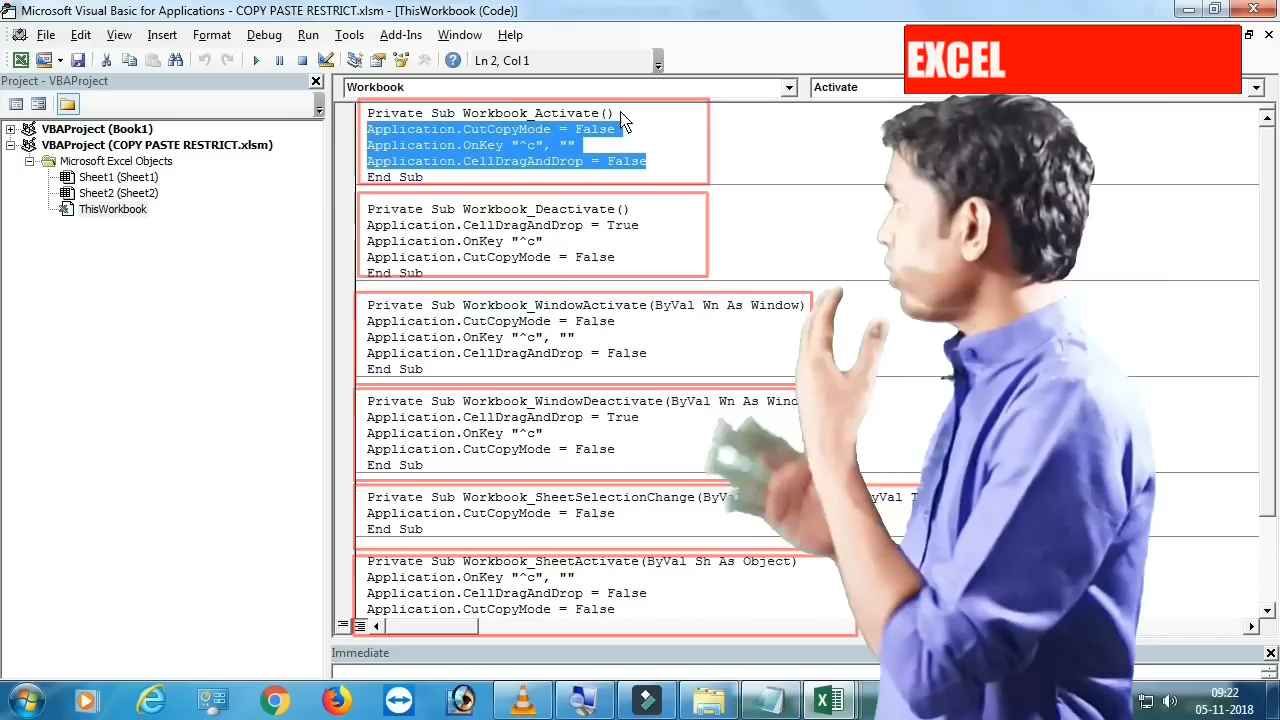 Microsoft Visual Basic for Applications - COPY PASTE RESTRICT.xlsm - [ThisWorkbook (Code)]
File Edit View Insert Format Debug Run Tools Add-Ins Window Help
Ln 2, Col 1
EXCEL
Project - VBAProject
Workbook
Activate
VBAProject (Book1)
VBAProject (COPY PASTE RESTRICT.xlsm)
Microsoft Excel Objects
Sheet1 (Sheet1)
Sheet2 (Sheet2)
ThisWorkbook
Private Sub Workbook_Activate()
Application.CutCopyMode = False
Application.OnKey "^c", ""
Application.CellDragAndDrop = False
End Sub
Private Sub Workbook_Deactivate()
Application.CellDragAndDrop = True
Application.OnKey "^c"
Application.CutCopyMode = False
End Sub
Private Sub Workbook_WindowActivate(ByVal Wn As Window)
Application.CutCopyMode = False
Application.OnKey "^c", ""
Application.CellDragAndDrop = False
End Sub
Private Sub Workbook_WindowDeactivate(ByVal Wn As Wind
Application.CellDragAndDrop = True
Application.OnKey "^c"
Application.CutCopyMode = False
End Sub
Private Sub Workbook_SheetSelectionChange(ByV yVal T
Application.CutCopyMode = False
End Sub
Private Sub Workbook_SheetActivate(ByVal Sh As Object)
Application.OnKey "^c", ""
Application.CellDragAndDrop = False
Application.CutCopyMode = False
Immediate
09:22
05-11-2018